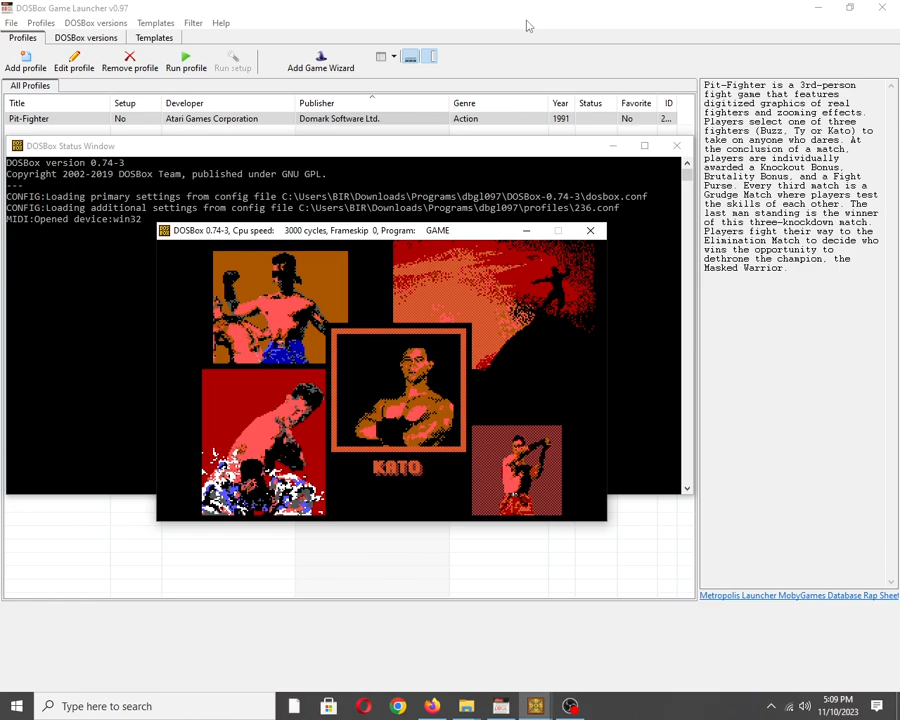 DOSBox Game Launcher v0.97
File Profiles DOSBox versions Templates Filter Help
Profiles DOSBox versions Templates
Add profile Edit profile Remove profile Run profile Run setup Add Game Wizard
All Profiles
Title Setup Developer Publisher Genre Year Status Favorite ID
Pit-Fighter No Atari Games Corporation Domark Software Ltd. Action 1991 No 2...
DOSBox Status Window
DOSBox version 0.74-3
Copyright 2002-2019 DOSBox Team, published under GNU GPL.
---
CONFIG:Loading primary settings from config file C:\Users\BIR\Downloads\Programs\dbgl097\DOSBox-0.74-3\dosbox.conf
CONFIG:Loading additional settings from config file C:\Users\BIR\Downloads\Programs\dbgl097\profiles\236.conf
MIDI:Opened device:win32
DOSBox 0.74-3, Cpu speed: 3000 cycles, Frameskip 0, Program: GAME
KATO
Pit-Fighter is a 3rd-person
fight game that features
digitized graphics of real
fighters and zooming effects.
Players select one of three
fighters (Buzz, Ty or Kato) to
take on anyone who dares. At
the conclusion of a match,
players are individually
awarded a Knockout Bonus,
Brutality Bonus, and a Fight
Purse. Every third match is a
Grudge Match where players test
the skills of each other. The
last man standing is the winner
of this three-knockdown match.
Players fight their way to the
Elimination Match to decide who
wins the opportunity to
dethrone the champion, the
Masked Warrior.
Metropolis Launcher MobyGames Database Rap Sheet
Type here to search
5:09 PM
11/10/2023